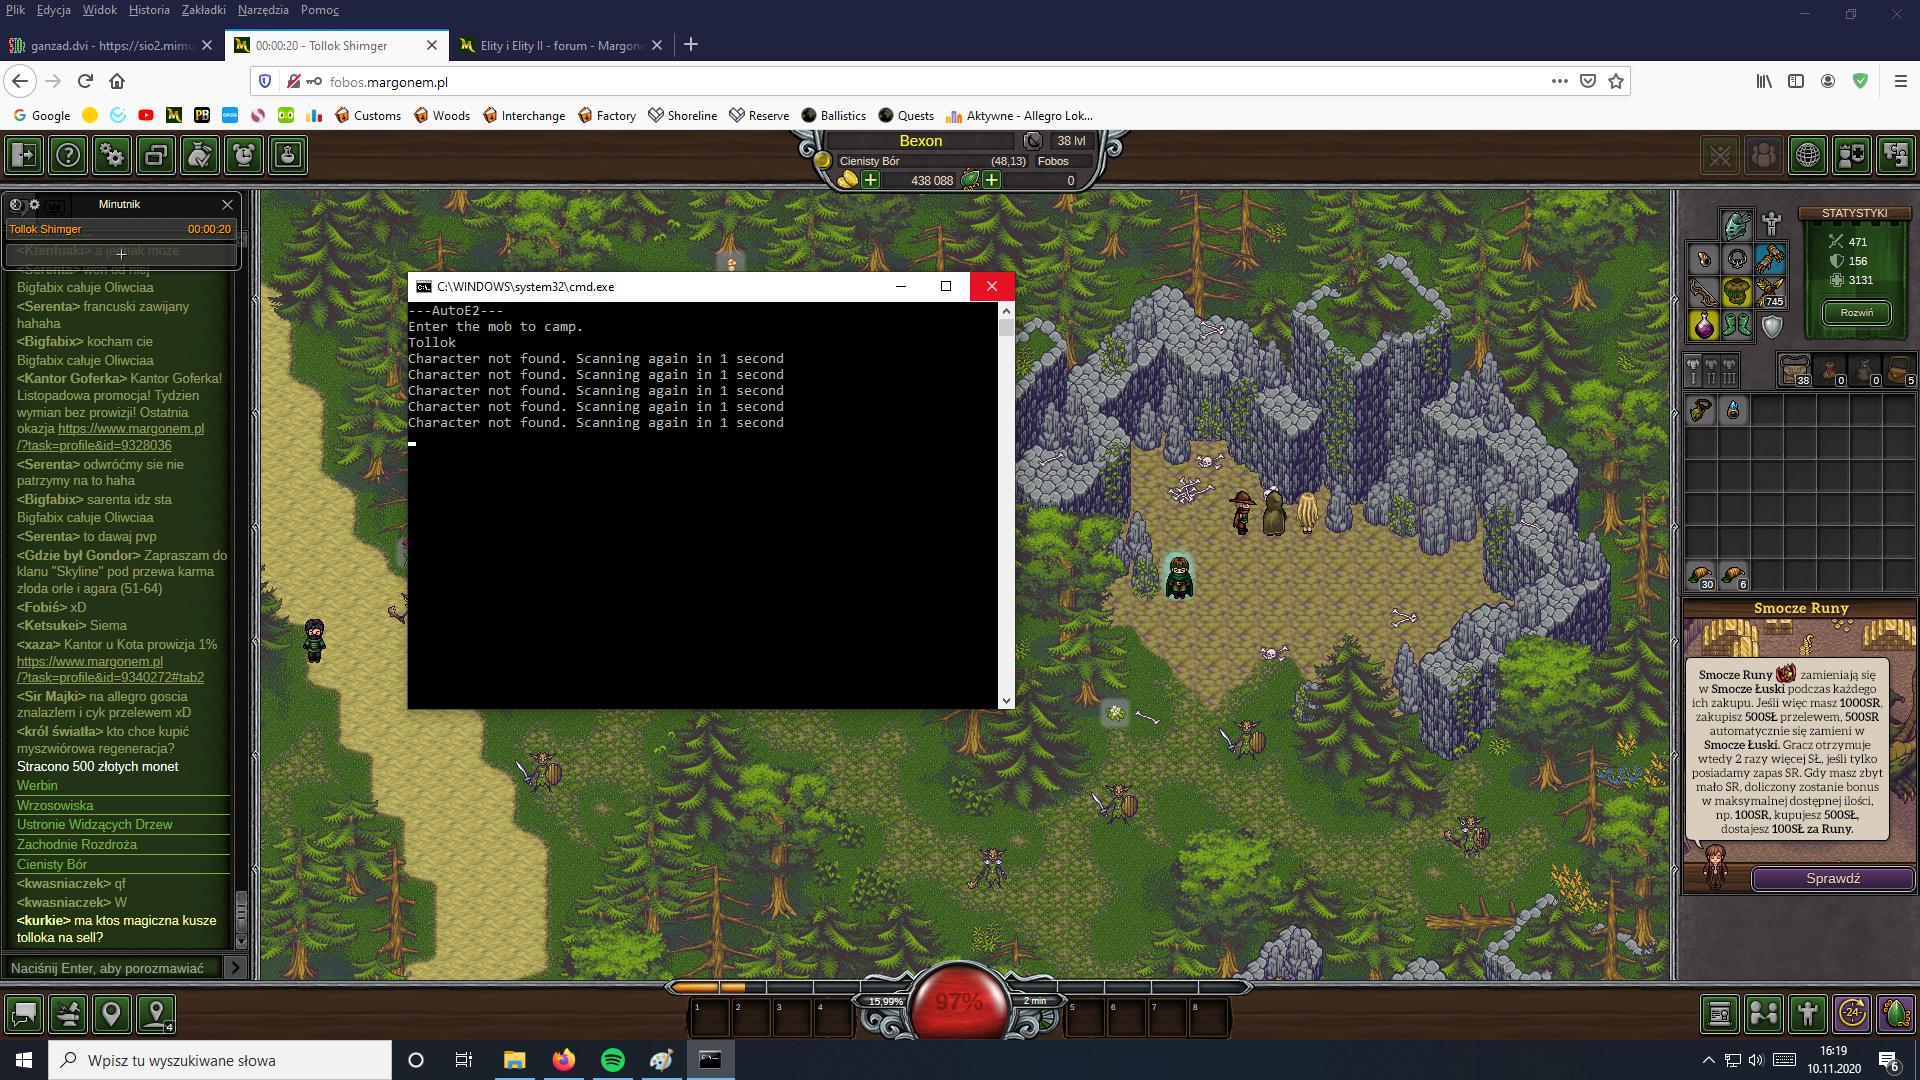 Plik Edycja Widok Historia Zakładki Narzędzia Pomoc
ganzad.dvi - https://sio2.mimu
00:00:20 - Tollok Shimger
Elity i Elity II - forum - Margone
fobos.margonem.pl
Google
Customs
Woods
Interchange
Factory
Shoreline
Reserve
Ballistics
Quests
Aktywne - Allegro Lok...
Bexon
38 lvl
Cienisty Bór (48,13) Fobos
438 088
0
Minutnik
Tollok Shimger 00:00:20
<Ktenfuaki> a jednak może
<Serenta> won od niej
Bigfabix całuje Oliwciaa
<Serenta> francuski zawijany
hahaha
<Bigfabix> kocham cie
Bigfabix całuje Oliwciaa
<Kantor Goferka> Kantor Goferka!
Listopadowa promocja! Tydzien
wymian bez prowizji! Ostatnia
okazja https://www.margonem.pl
/?task=profile&id=9328036
<Serenta> odwróćmy sie nie
patrzymy na to haha
<Bigfabix> sarenta idz sta
Bigfabix całuje Oliwciaa
<Serenta> to dawaj pvp
<Gdzie był Gondor> Zapraszam do
klanu "Skyline" pod przewa karma
zloda orle i agara (51-64)
<Fobiś> xD
<Ketsukei> Siema
<xaza> Kantor u Kota prowizja 1%
https://www.margonem.pl
/?task=profile&id=9340272#tab2
<Sir Majki> na allegro goscia
znalazlem i cyk przelewem xD
<król światła> kto chce kupić
myszwiórowa regeneracja?
Stracono 500 złotych monet
Werbin
Wrzosowiska
Ustronie Widzących Drzew
Zachodnie Rozdroża
Cienisty Bór
<kwasniaczek> qf
<kwasniaczek> W
<kurkie> ma ktos magiczna kusze
tolloka na sell?
Naciśnij Enter, aby porozmawiać
C:\WINDOWS\system32\cmd.exe
---AutoE2---
Enter the mob to camp.
Tollok
Character not found. Scanning again in 1 second
Character not found. Scanning again in 1 second
Character not found. Scanning again in 1 second
Character not found. Scanning again in 1 second
Character not found. Scanning again in 1 second
STATYSTYKI
471
156
3131
745
Rozwiń
I II III
38 0 0 5
30 6
Smocze Runy
Smocze Runy zamieniają się
w Smocze Łuski podczas każdego
ich zakupu. Jeśli więc masz 1000SR,
zakupisz 500SŁ przelewem, 500SR
automatycznie się zamieni w
Smocze Łuski. Gracz otrzymuje
wtedy 2 razy więcej SŁ, jeśli tylko
posiadamy zapas SR. Gdy masz zbyt
mało SR, doliczony zostanie bonus
w maksymalnej dostępnej ilości,
np. 100SR, kupujesz 500SŁ,
dostajesz 100SŁ za Runy.
Sprawdź
4
1 2 3 4
15,99%
97%
2 min
5 6 7 8
-24-
Wpisz tu wyszukiwane słowa
16:19
10.11.2020
6